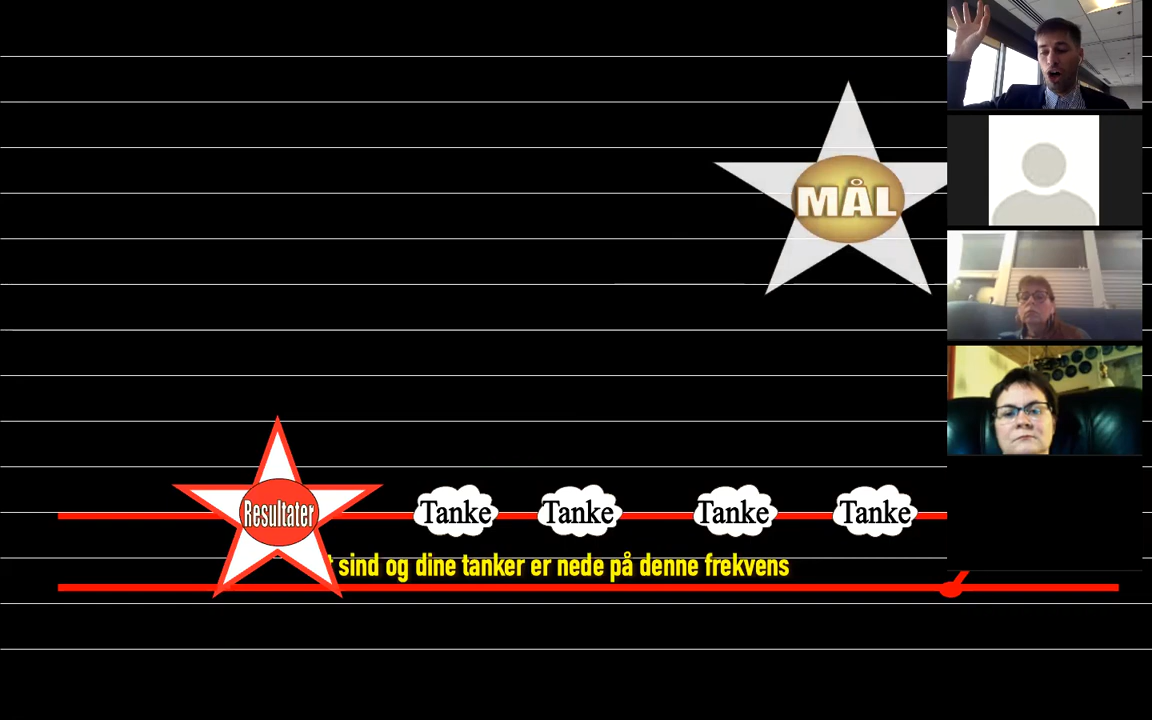 MÅL
Resultater
Tanke Tanke Tanke Tanke
sind og dine tanker er nede på denne frekvens